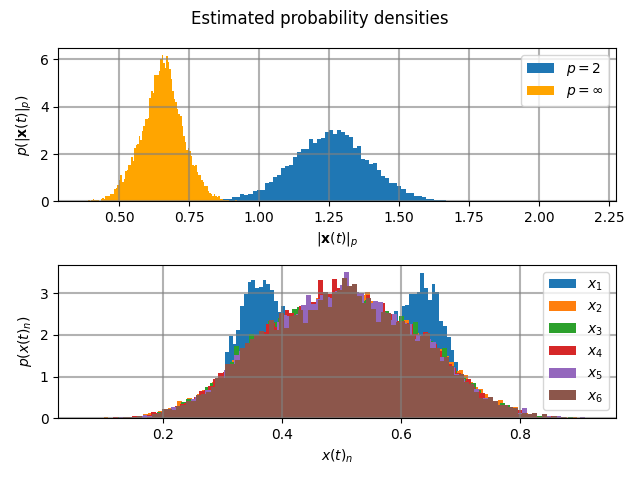 Estimated probability densities
6
4
2
0
p(|𝐱(t)|ₚ)
p = 2
p = ∞
0.50 0.75 1.00 1.25 1.50 1.75 2.00 2.25
|𝐱(t)|ₚ
3
2
1
0
p(x(t)ₙ)
x₁
x₂
x₃
x₄
x₅
x₆
0.2 0.4 0.6 0.8
x(t)ₙ